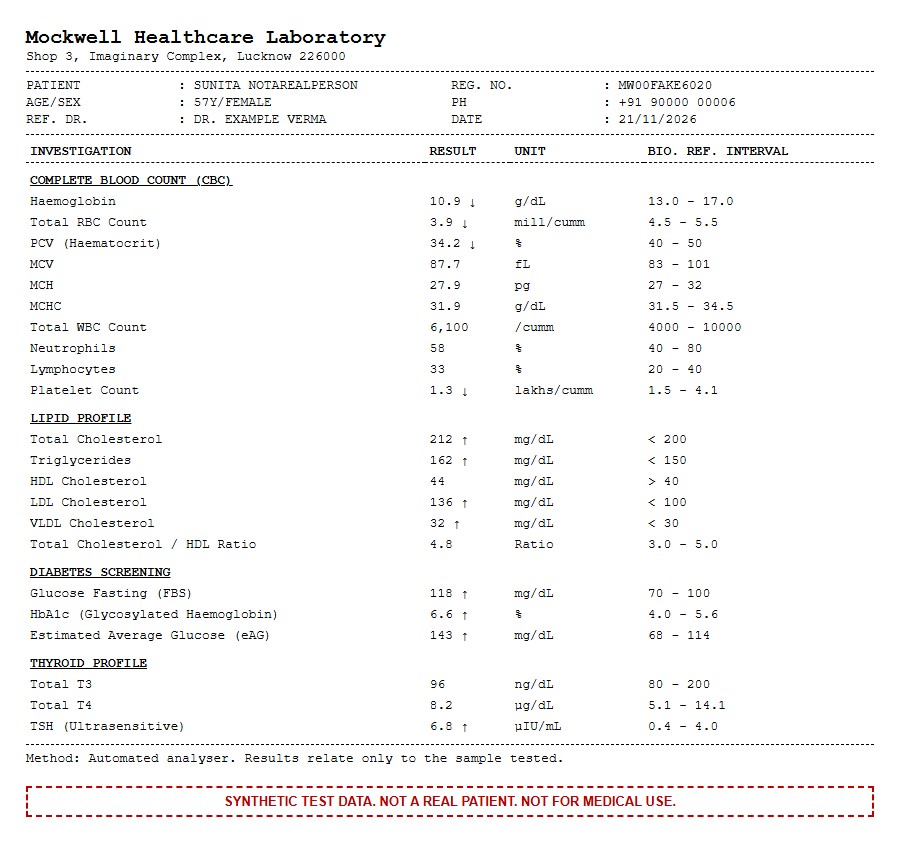 Mockwell Healthcare Laboratory
Shop 3, Imaginary Complex, Lucknow 226000
PATIENT : SUNITA NOTAREALPERSON REG. NO. : MW00FAKE6020
AGE/SEX : 57Y/FEMALE PH : +91 90000 00006
REF. DR. : DR. EXAMPLE VERMA DATE : 21/11/2026
INVESTIGATION RESULT UNIT BIO. REF. INTERVAL
COMPLETE BLOOD COUNT (CBC)
Haemoglobin 10.9 ↓ g/dL 13.0 – 17.0
Total RBC Count 3.9 ↓ mill/cumm 4.5 – 5.5
PCV (Haematocrit) 34.2 ↓ % 40 – 50
MCV 87.7 fL 83 – 101
MCH 27.9 pg 27 – 32
MCHC 31.9 g/dL 31.5 – 34.5
Total WBC Count 6,100 /cumm 4000 – 10000
Neutrophils 58 % 40 – 80
Lymphocytes 33 % 20 – 40
Platelet Count 1.3 ↓ lakhs/cumm 1.5 – 4.1
LIPID PROFILE
Total Cholesterol 212 ↑ mg/dL < 200
Triglycerides 162 ↑ mg/dL < 150
HDL Cholesterol 44 mg/dL > 40
LDL Cholesterol 136 ↑ mg/dL < 100
VLDL Cholesterol 32 ↑ mg/dL < 30
Total Cholesterol / HDL Ratio 4.8 Ratio 3.0 – 5.0
DIABETES SCREENING
Glucose Fasting (FBS) 118 ↑ mg/dL 70 – 100
HbA1c (Glycosylated Haemoglobin) 6.6 ↑ % 4.0 – 5.6
Estimated Average Glucose (eAG) 143 ↑ mg/dL 68 – 114
THYROID PROFILE
Total T3 96 ng/dL 80 – 200
Total T4 8.2 µg/dL 5.1 – 14.1
TSH (Ultrasensitive) 6.8 ↑ µIU/mL 0.4 – 4.0
Method: Automated analyser. Results relate only to the sample tested.
SYNTHETIC TEST DATA. NOT A REAL PATIENT. NOT FOR MEDICAL USE.